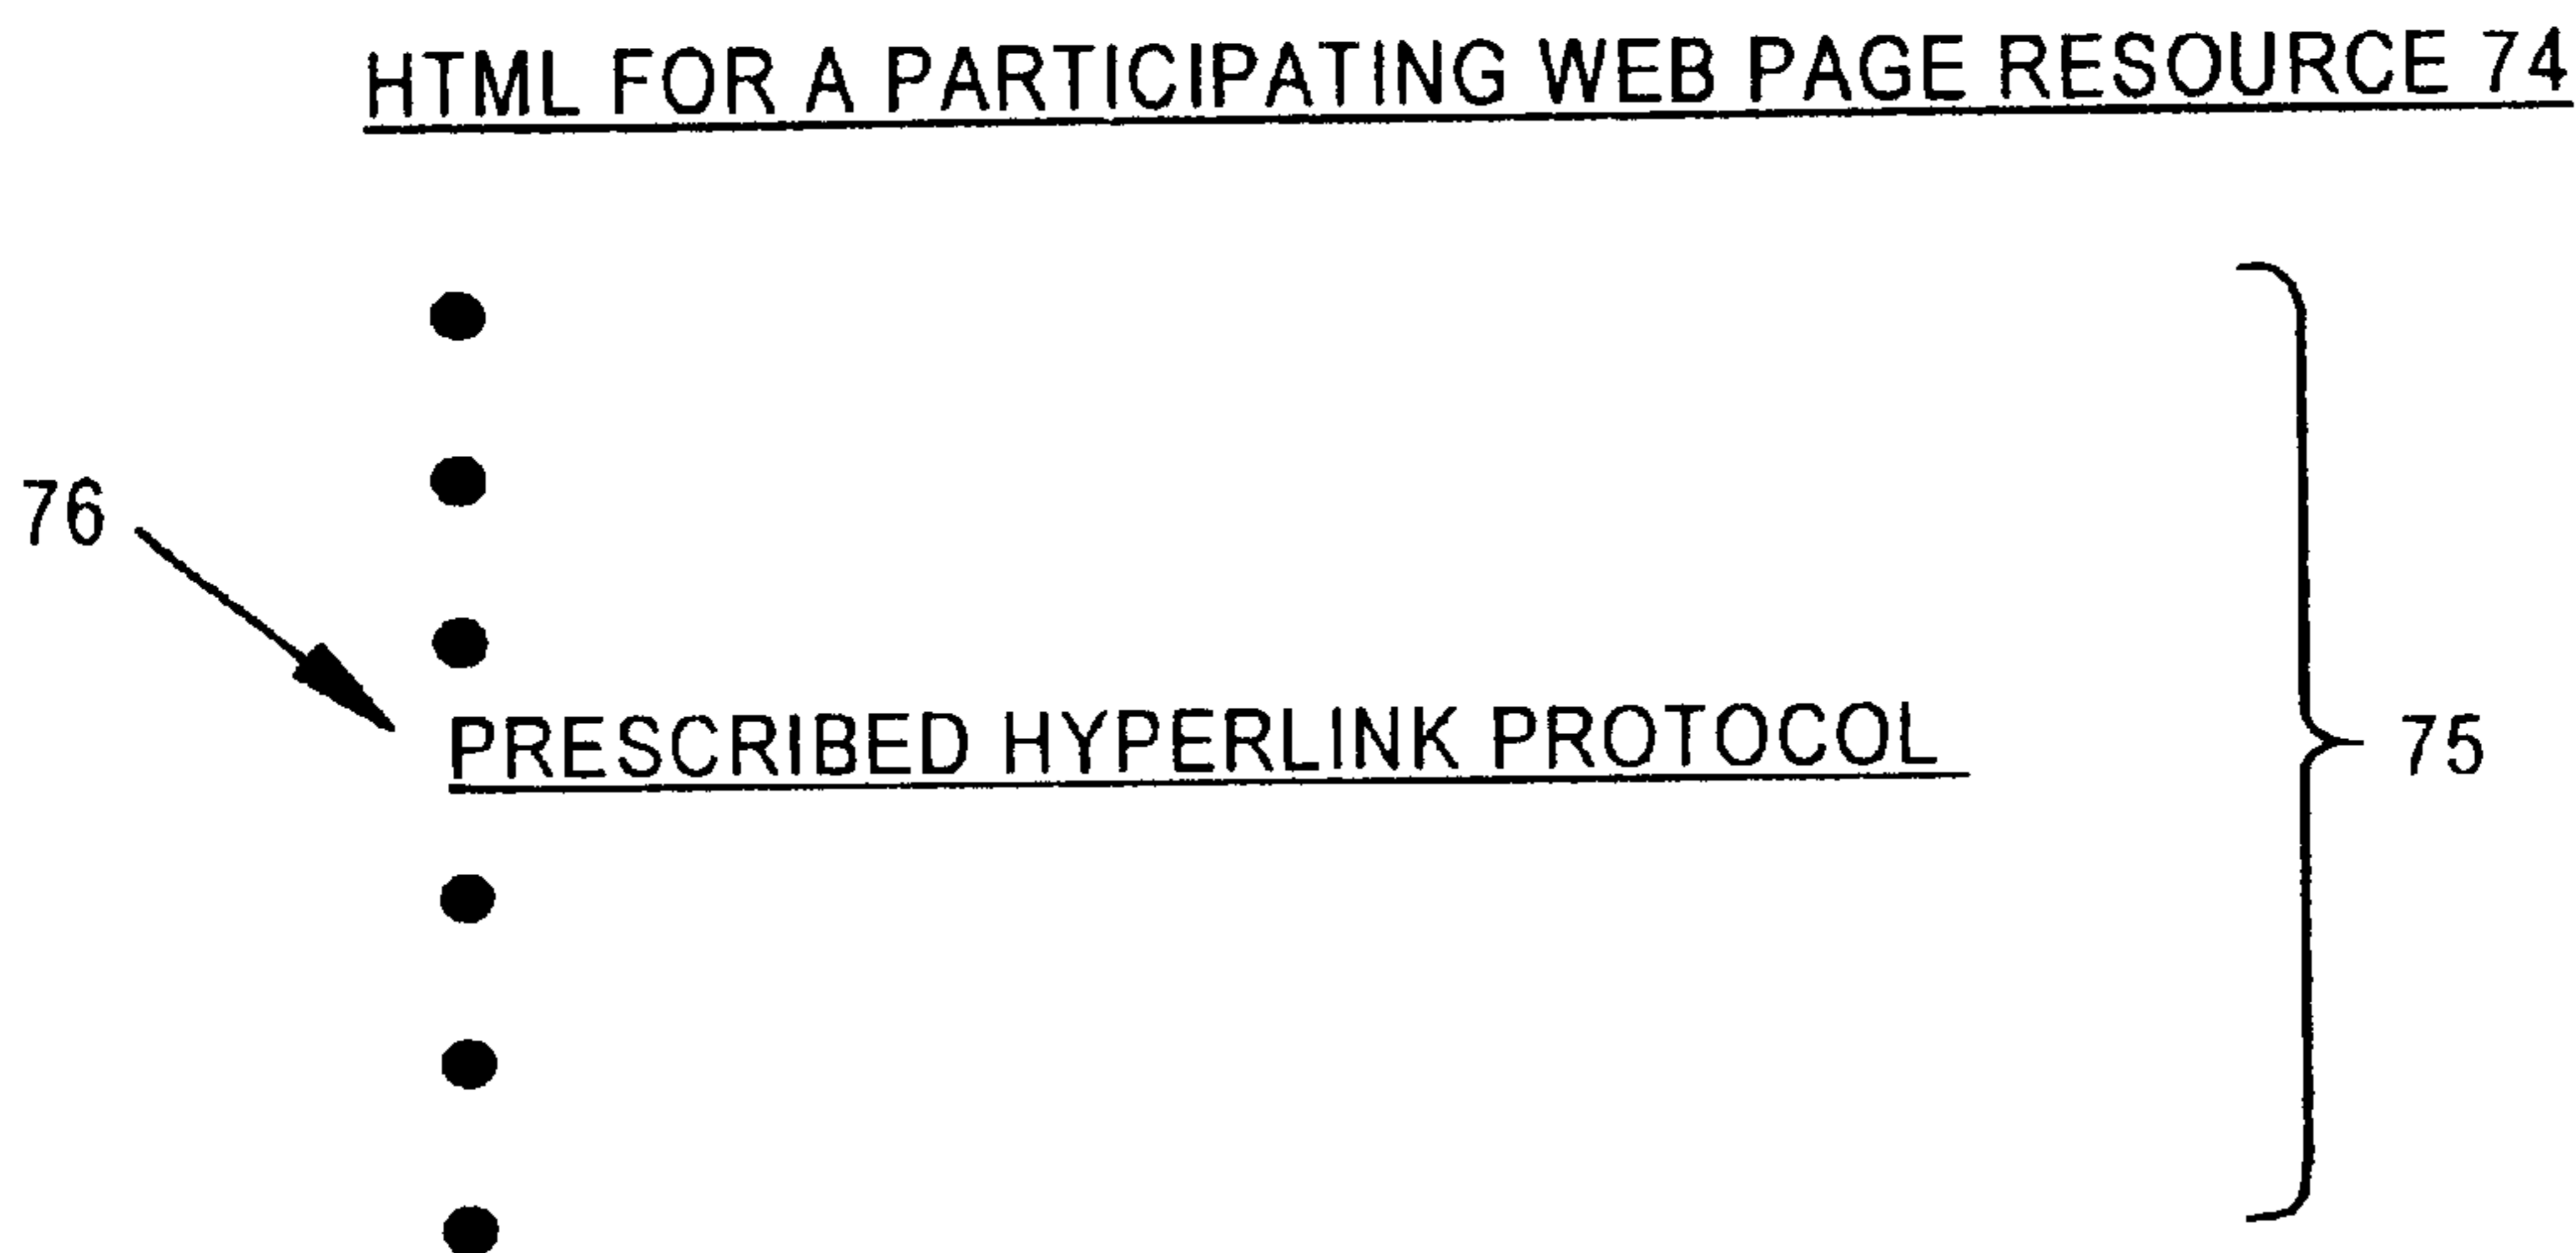 HTML FOR A PARTICIPATING WEB PAGE RESOURCE 74
76
PRESCRIBED HYPERLINK PROTOCOL
75